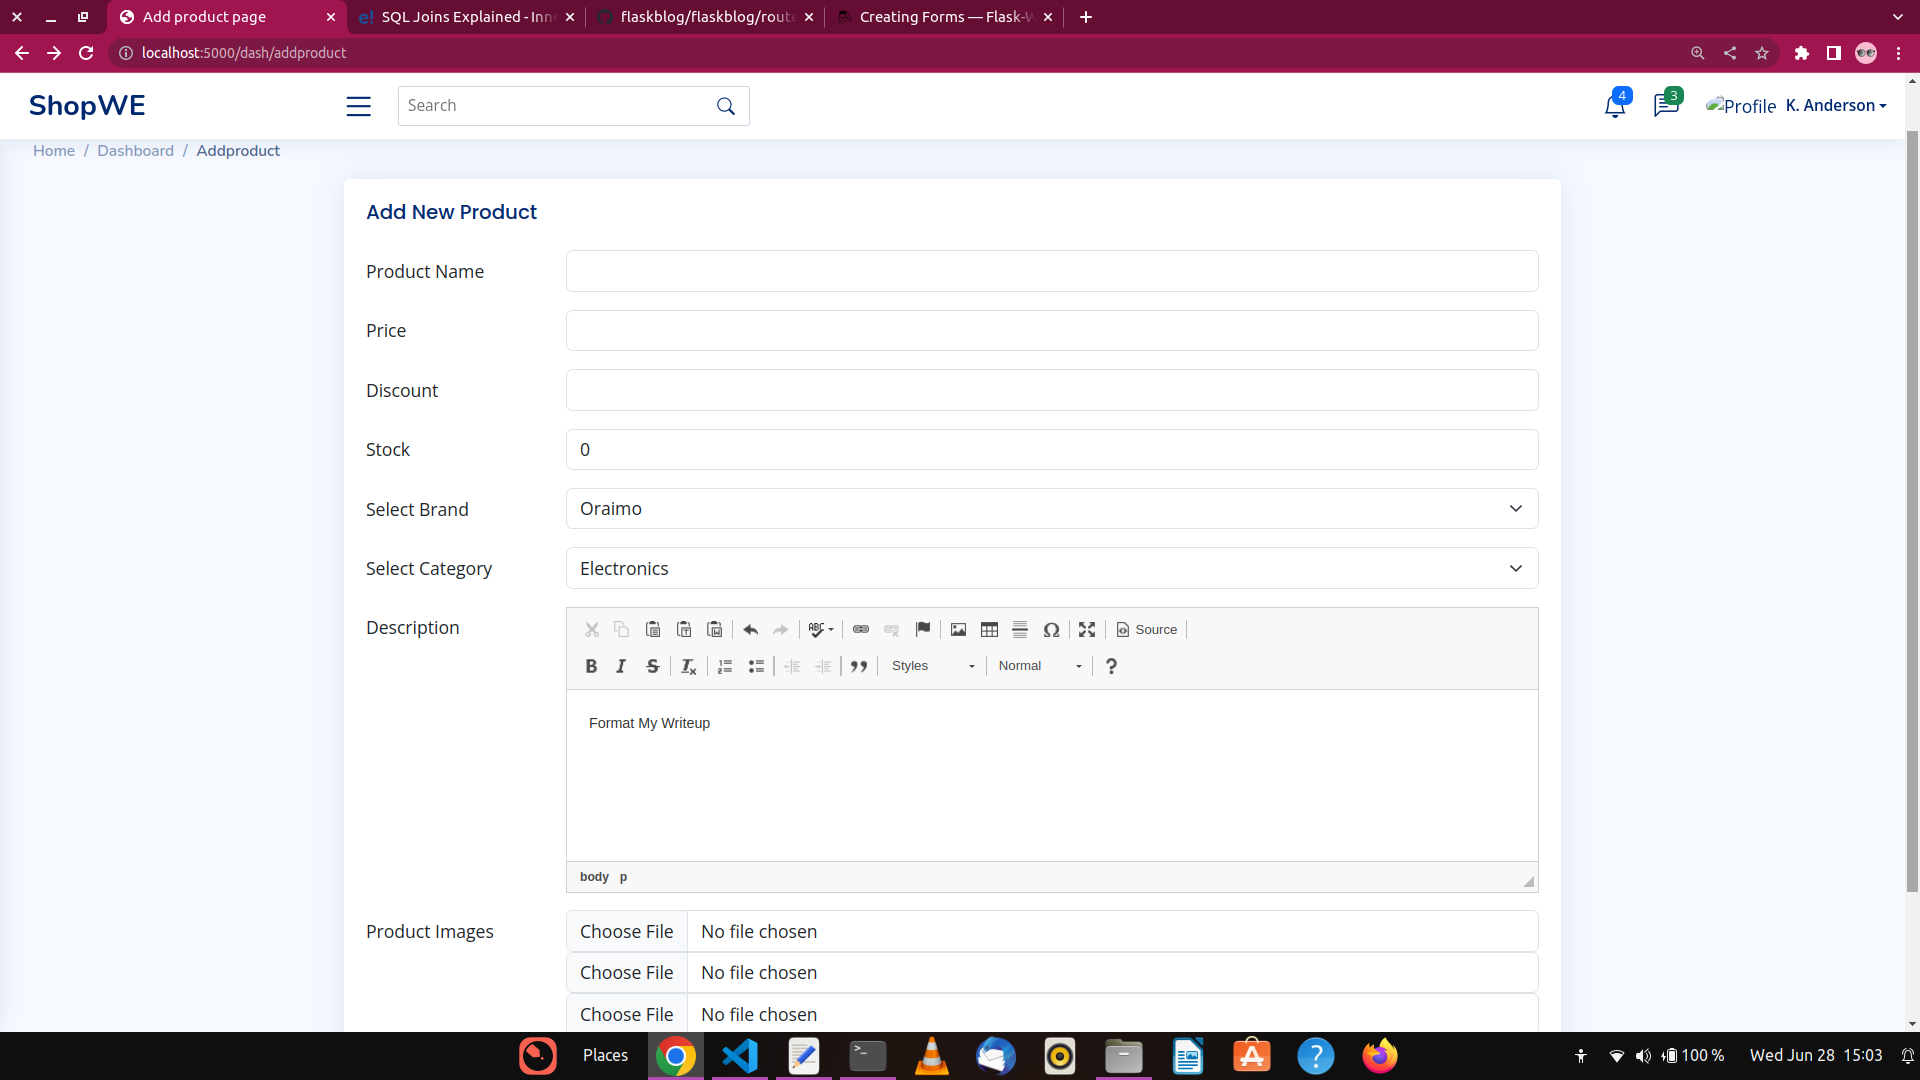 Add product page
SQL Joins Explained - Inn
flaskblog/flaskblog/route
Creating Forms — Flask-W
localhost:5000/dash/addproduct
ShopWE
Search
4
3
Profile
K. Anderson
Home / Dashboard / Addproduct
Add New Product
Product Name
Price
Discount
Stock
0
Select Brand
Oraimo
Select Category
Electronics
Description
ABC
Source
B I S
Styles
Normal
?
Format My Writeup
body p
Product Images
Choose File No file chosen
Choose File No file chosen
Choose File No file chosen
Places
100 %
Wed Jun 28 15:03